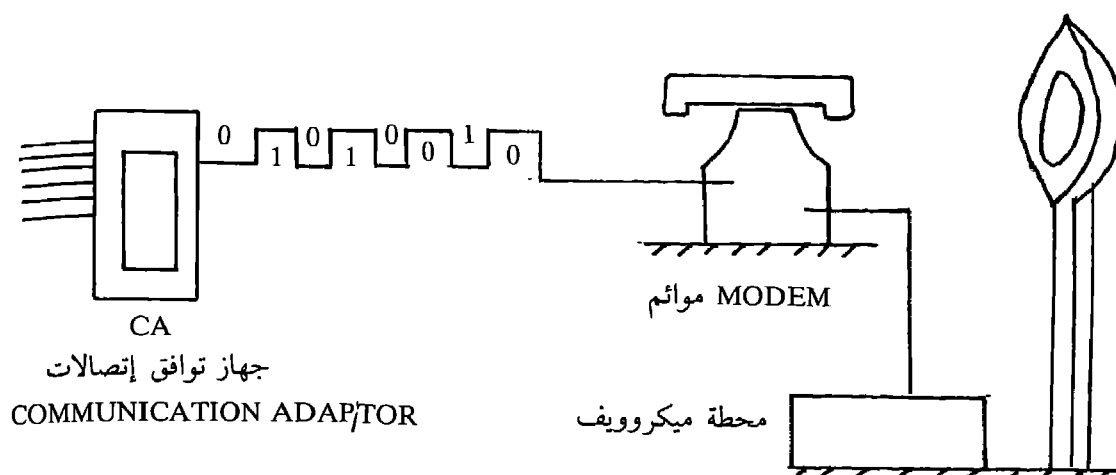 0 1 0 1 0 0 1 0
CA
جهاز توافق إتصالات
COMMUNICATION ADAPTOR
موائم MODEM
محطة ميكروويف